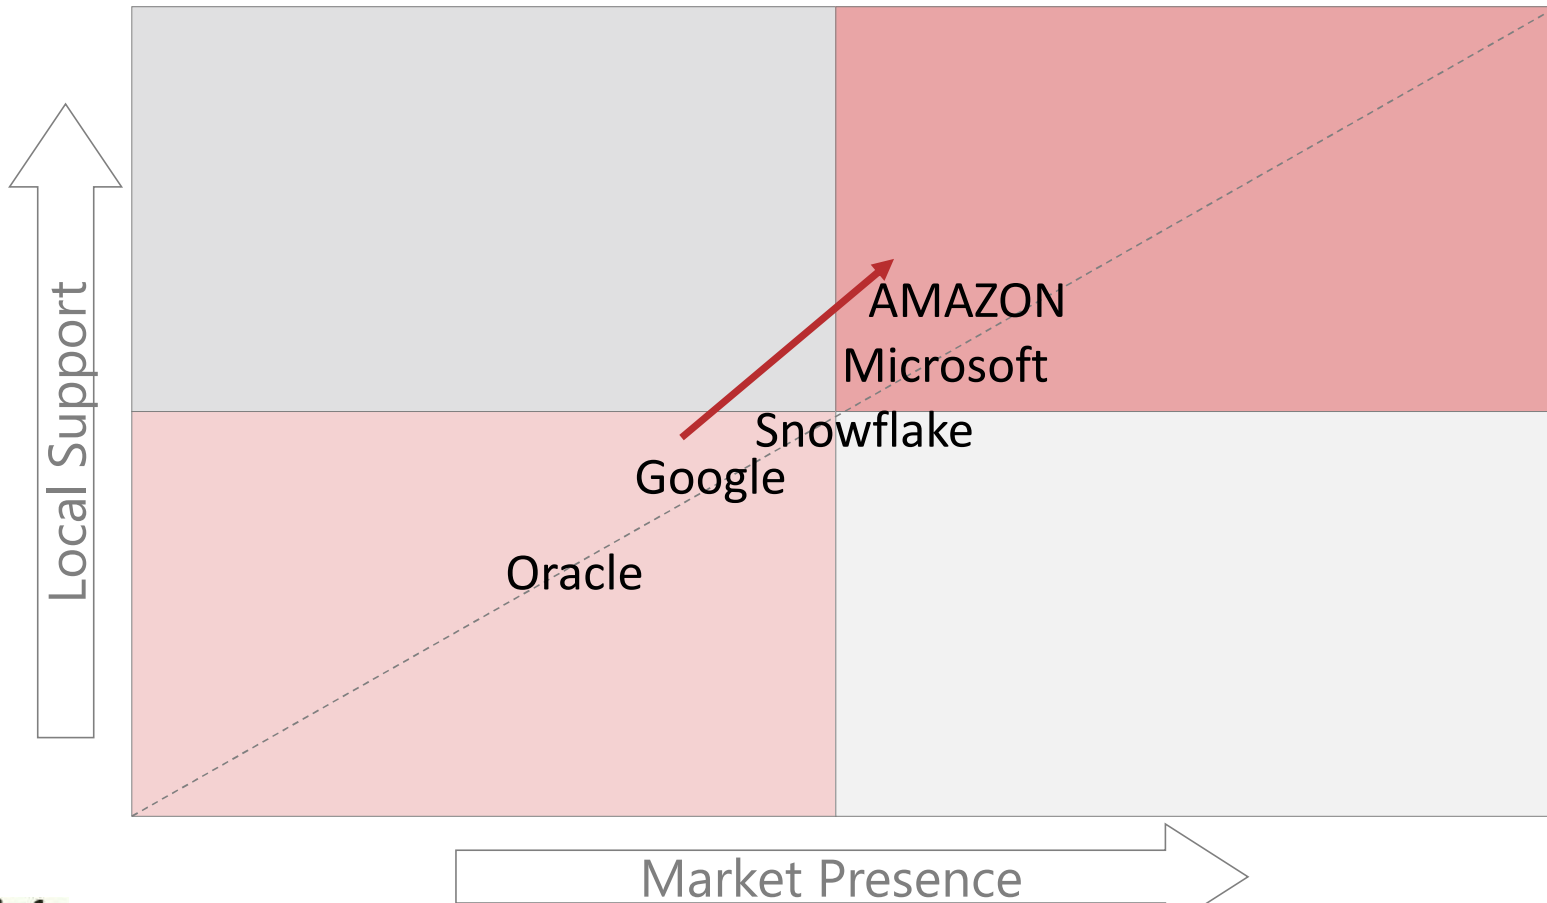 Local Support
AMAZON
Microsoft
Snowflake
Google
Oracle
Market Presence